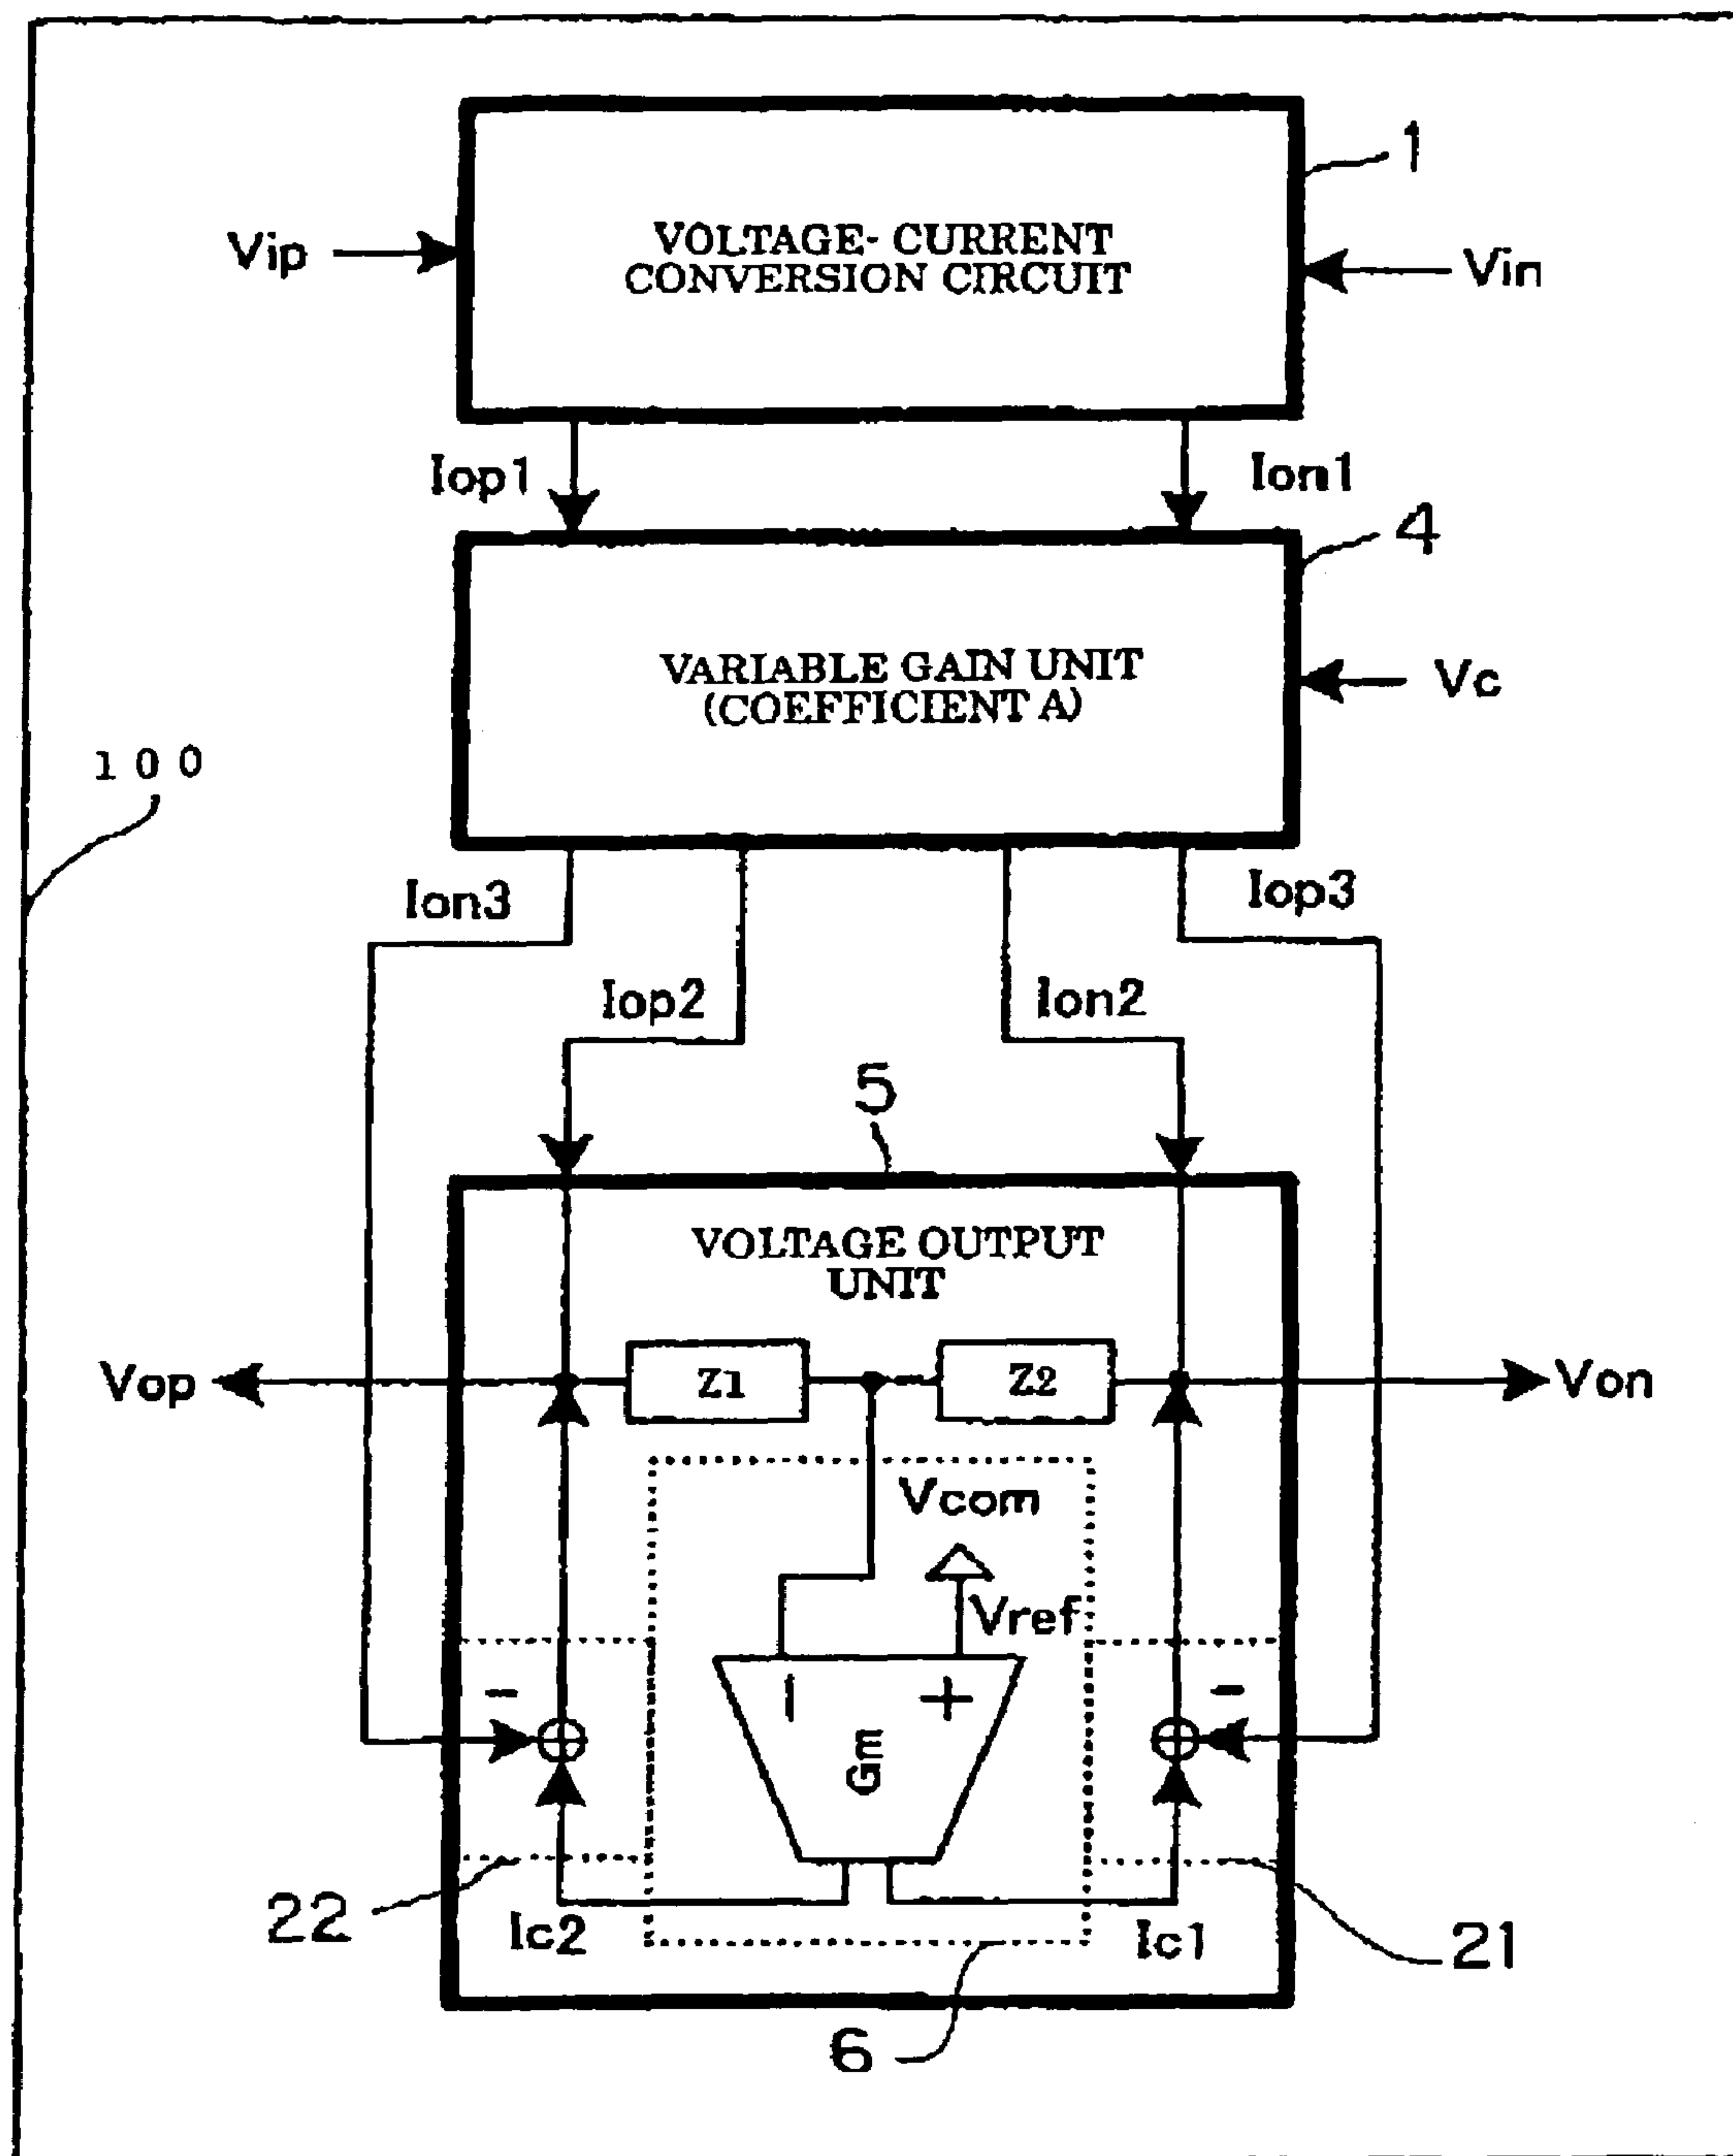 1
Vip
VOLTAGE- CURRENT
CONVERSION CIRCUIT
Vin
Iop1
Ion1
4
VARIABLE GAIN UNIT
(COEFFICIENT A)
Vc
100
Ion3
Iop3
Iop2
Ion2
5
VOLTAGE OUTPUT
UNIT
Vop
Z1
Z2
Von
Vcom
Vref
-
-
- +
Gm
22
Ic2
Ic1
21
6